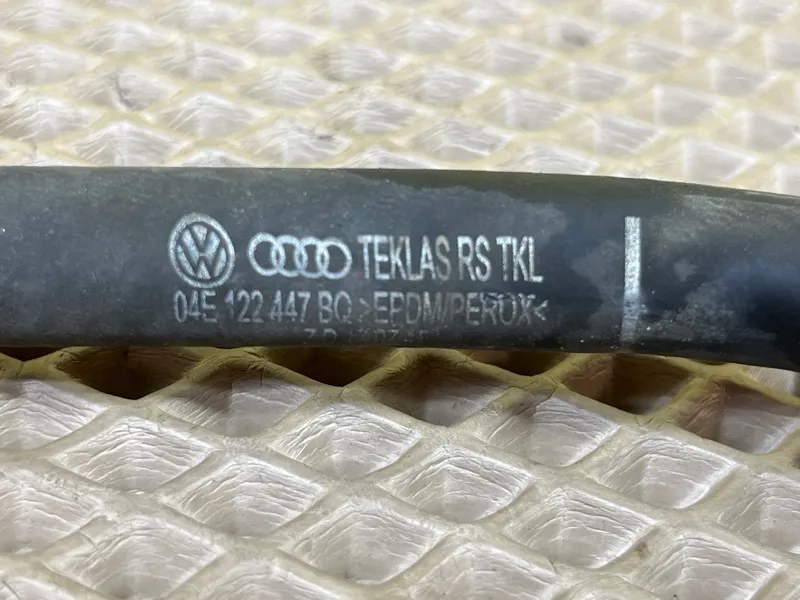 TEKLAS RS TKL
04E 122 447 BQ >EPDM/PEROX<